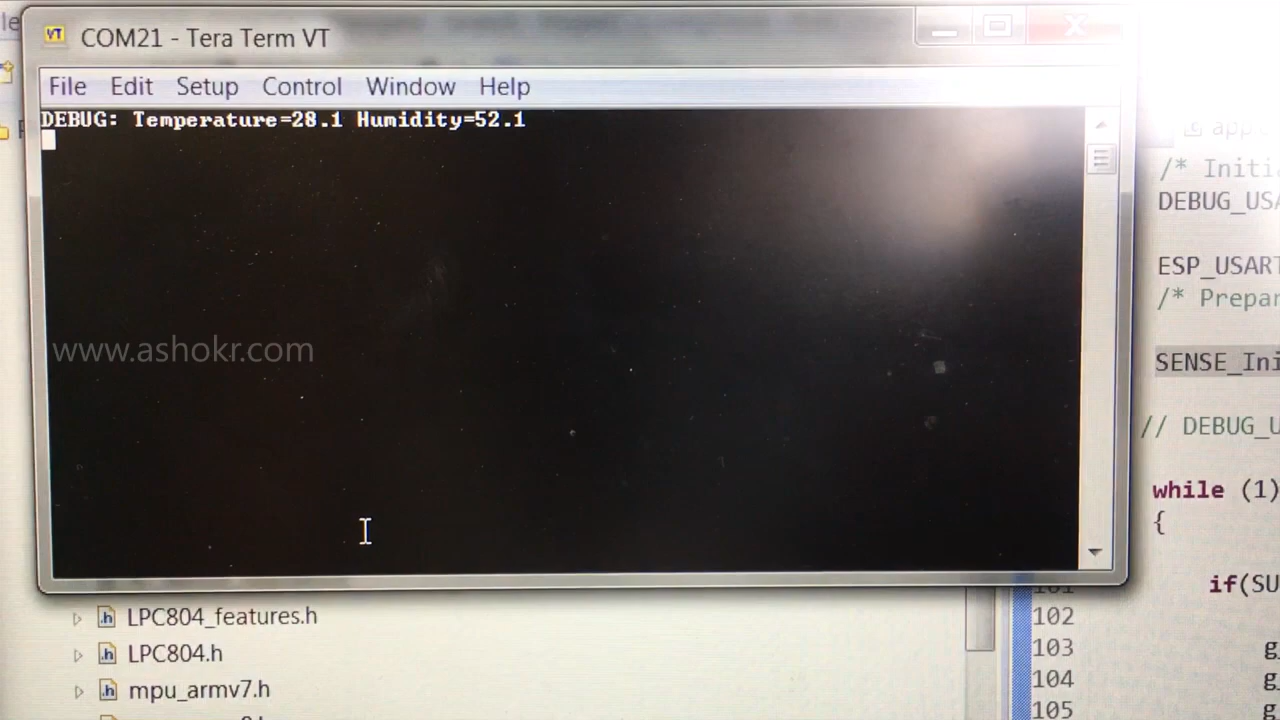 COM21 - Tera Term VT
File Edit Setup Control Window Help
DEBUG: Temperature=28.1 Humidity=52.1
www.ashokr.com
/* Initi
DEBUG_USA
ESP_USART
/* Prepar
SENSE_Ini
// DEBUG_U
while (1)
{
if(SU
102
103 g
104 g
105 g
LPC804_features.h
LPC804.h
mpu_armv7.h